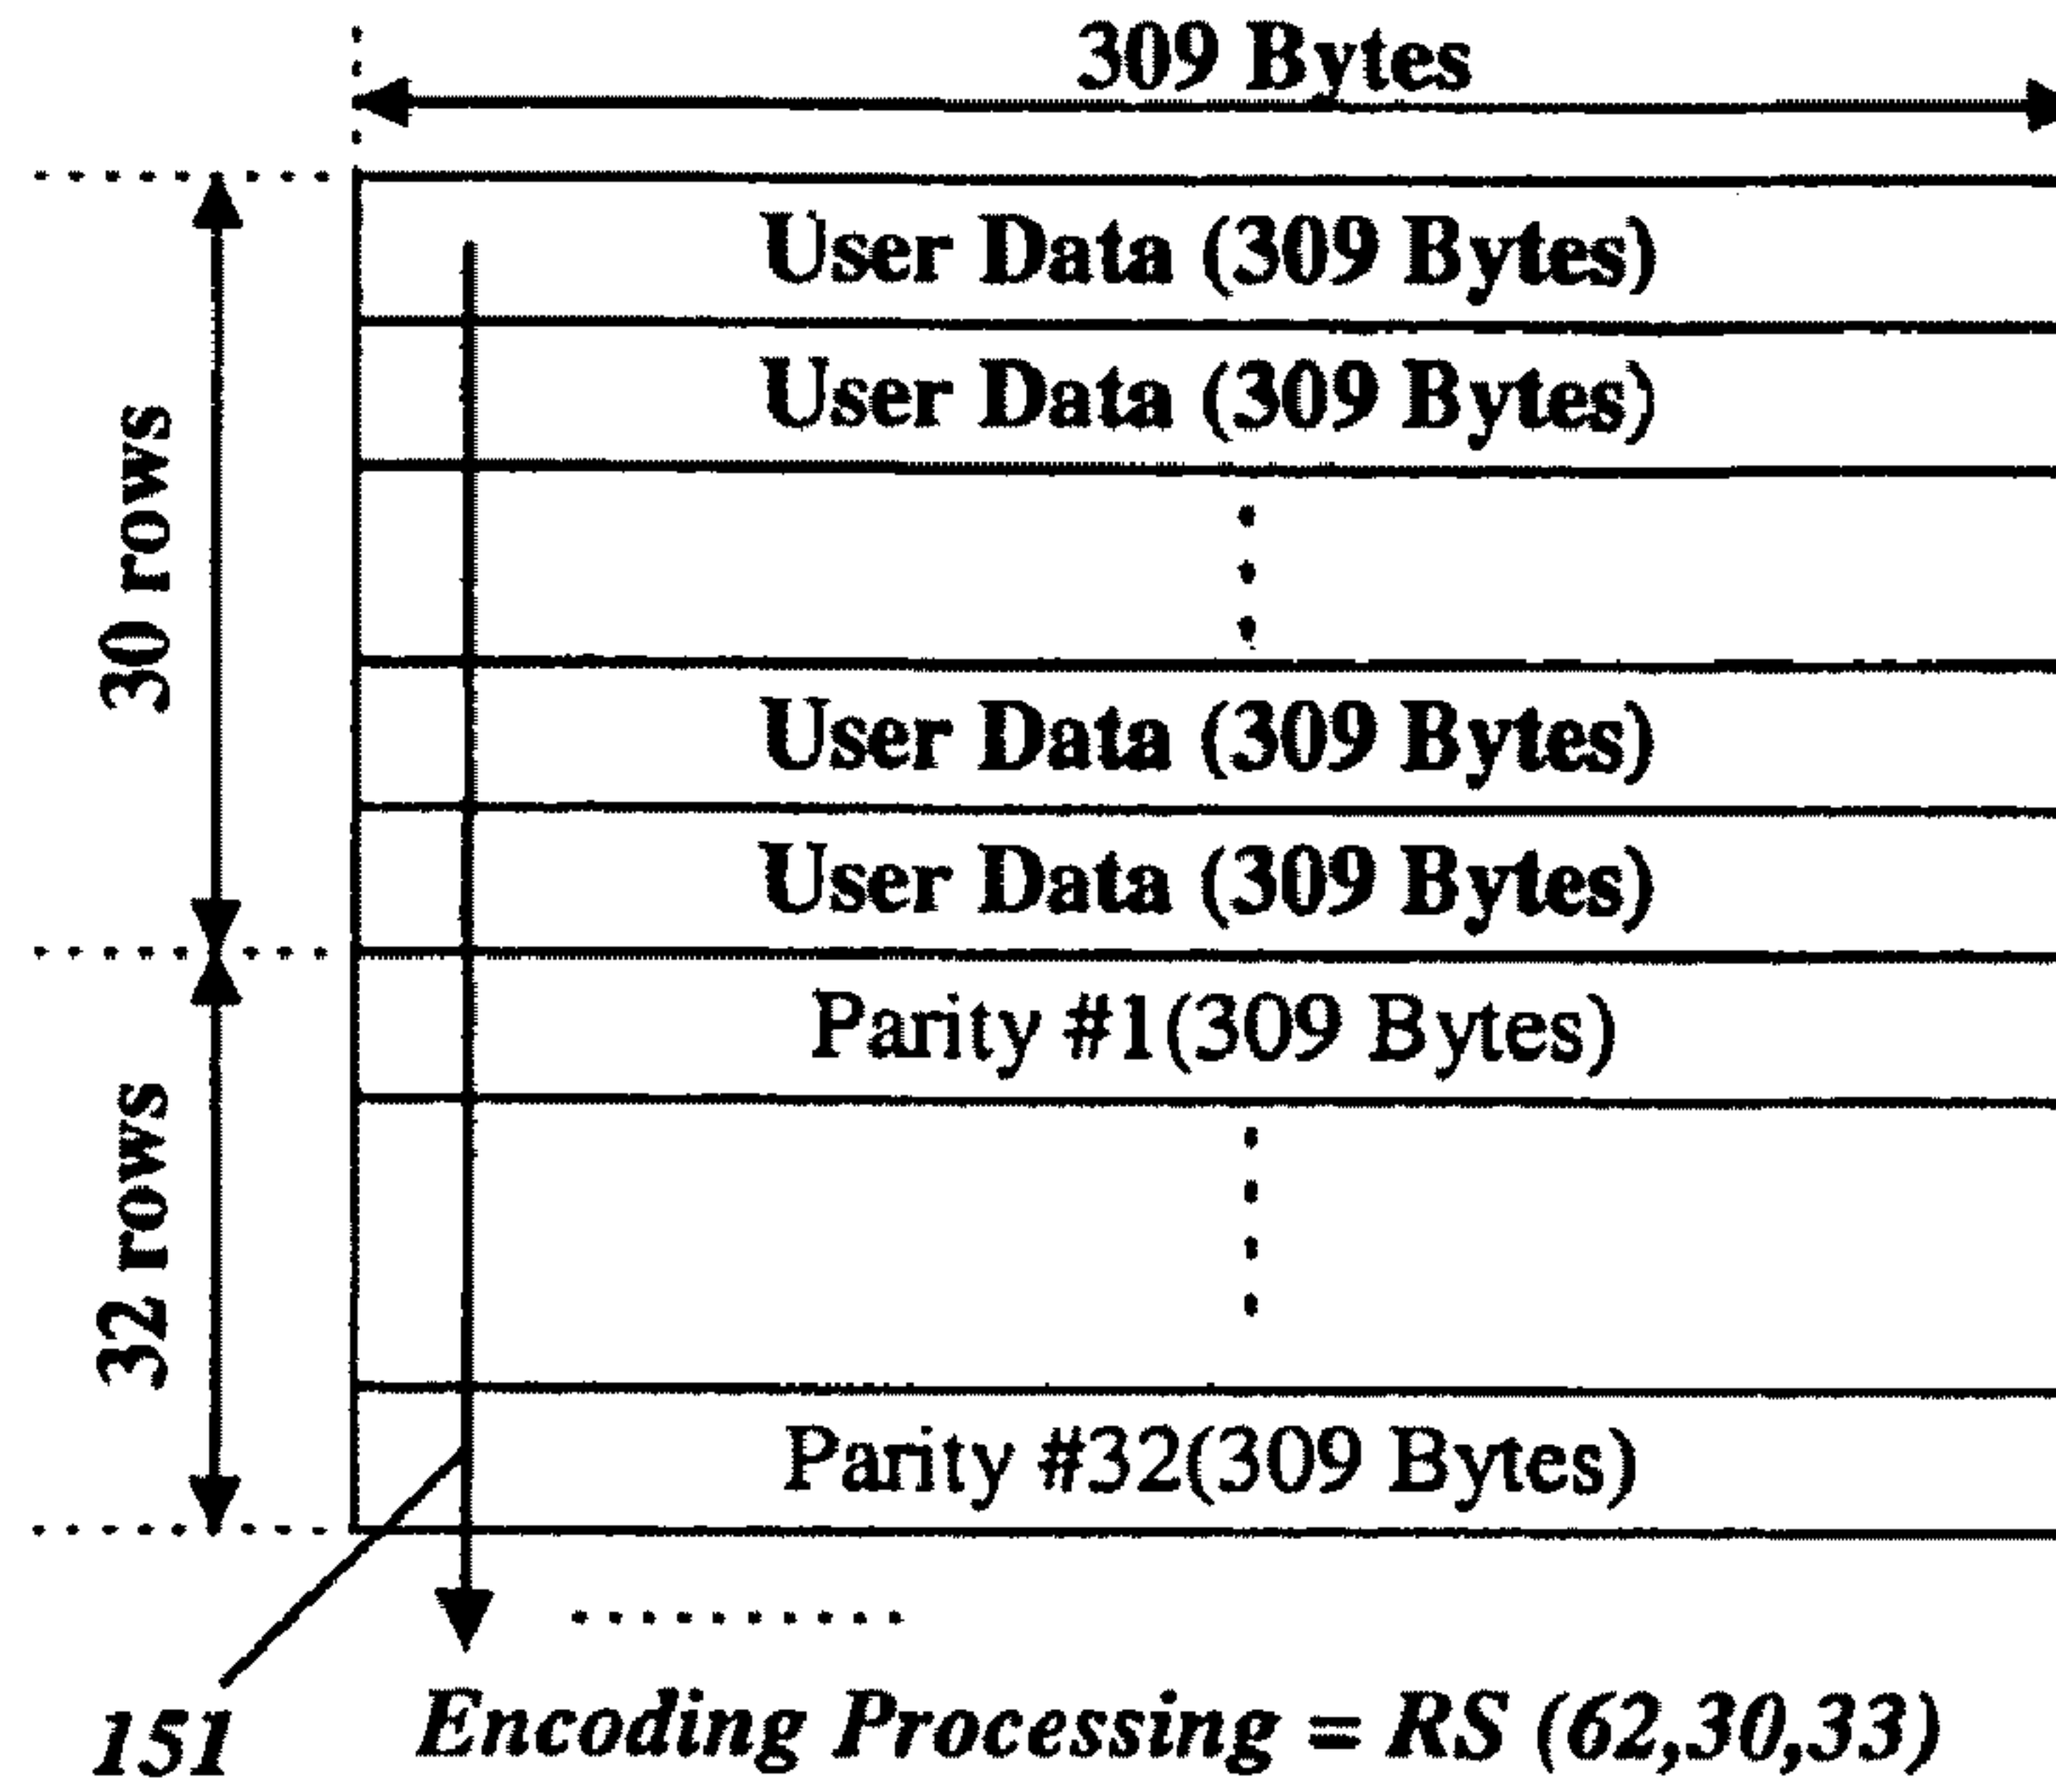 309 Bytes
User Data (309 Bytes)
User Data (309 Bytes)
30 rows
User Data (309 Bytes)
User Data (309 Bytes)
Parity #1(309 Bytes)
32 rows
Parity #32(309 Bytes)
151
Encoding Processing = RS (62,30,33)